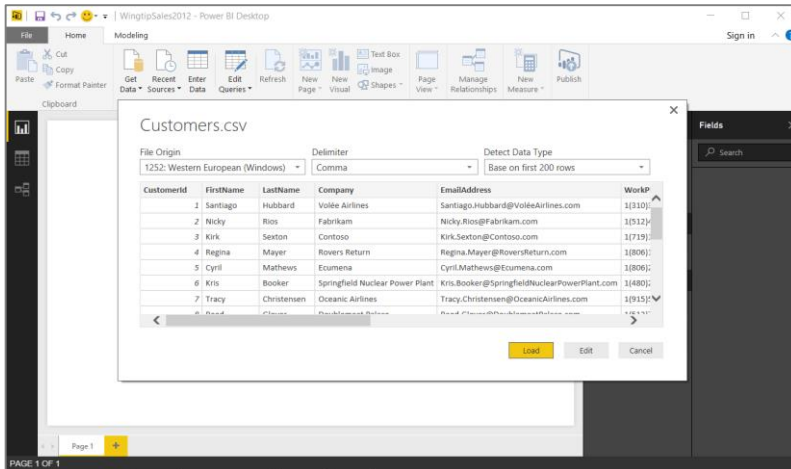 WingtipSales2012 - Power BI Desktop
File Home Modeling Sign in
Paste
Cut
Copy
Format Painter
Clipboard
Get Data
Recent Sources
Enter Data
Edit Queries
Refresh
New Page
New Visual
Text Box
Image
Shapes
Page View
Manage Relationships
New Measure
Publish
Customers.csv
File Origin Delimiter Detect Data Type
1252: Western European (Windows) Comma Base on first 200 rows
CustomerId FirstName LastName Company EmailAddress WorkP
1 Santiago Hubbard Volée Airlines Santiago.Hubbard@VoléeAirlines.com 1(310)
2 Nicky Rios Fabrikam Nicky.Rios@Fabrikam.com 1(512)
3 Kirk Sexton Contoso Kirk.Sexton@Contoso.com 1(719)
4 Regina Mayer Rovers Return Regina.Mayer@RoversReturn.com 1(806)
5 Cyril Mathews Ecumena Cyril.Mathews@Ecumena.com 1(806)
6 Kris Booker Springfield Nuclear Power Plant Kris.Booker@SpringfieldNuclearPowerPlant.com 1(480)
7 Tracy Christensen Oceanic Airlines Tracy.Christensen@OceanicAirlines.com 1(915)
Load Edit Cancel
Fields
Search
Page 1
PAGE 1 OF 1